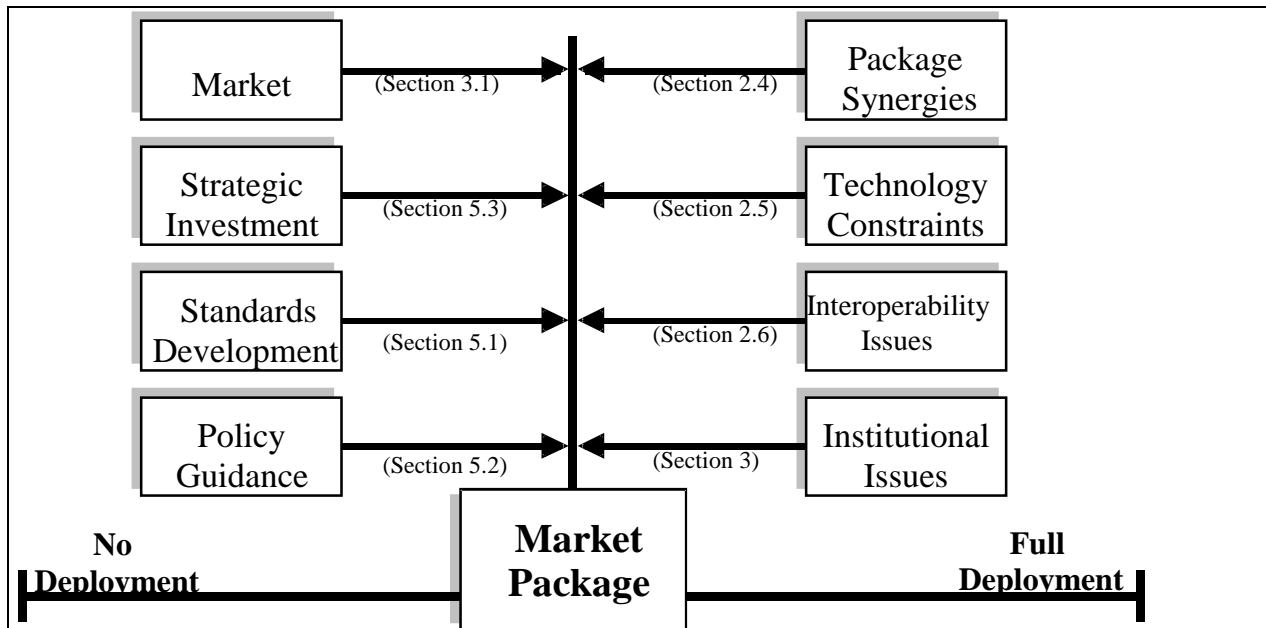 Market
(Section 3.1)
(Section 2.4)
Package
Synergies
Strategic
Investment
(Section 5.3)
(Section 2.5)
Technology
Constraints
Standards
Development
(Section 5.1)
(Section 2.6)
Interoperability
Issues
Policy
Guidance
(Section 5.2)
(Section 3)
Institutional
Issues
No
Deployment
Market
Package
Full
Deployment